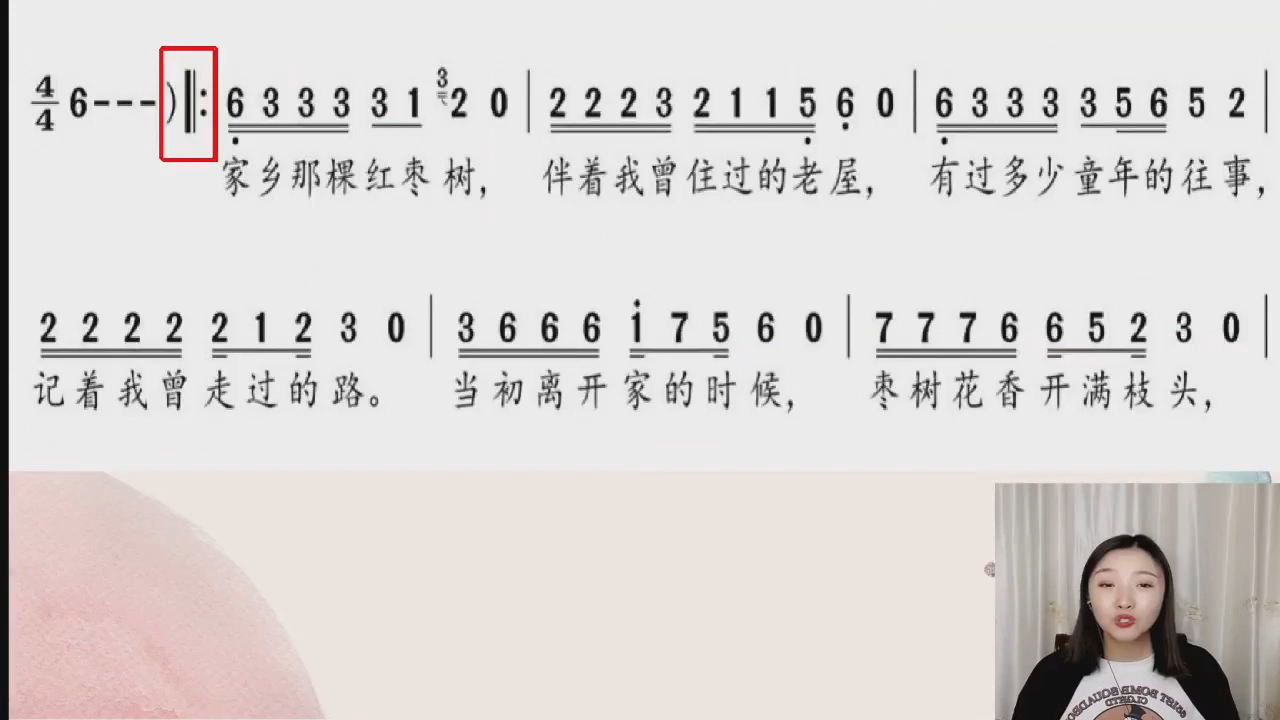 4/4 6---)‖: 6 3 3 3 3 1 3 2 0 | 2 2 2 3 2 1 1 5 6 0 | 6 3 3 3 3 5 6 5 2 |
家乡那棵红枣树， 伴着我曾住过的老屋， 有过多少童年的往事，
2 2 2 2 2 1 2 3 0 | 3 6 6 6 1 7 5 6 0 | 7 7 7 6 6 5 2 3 0 |
记着我曾走过的路。 当初离开家的时候， 枣树花香开满枝头，